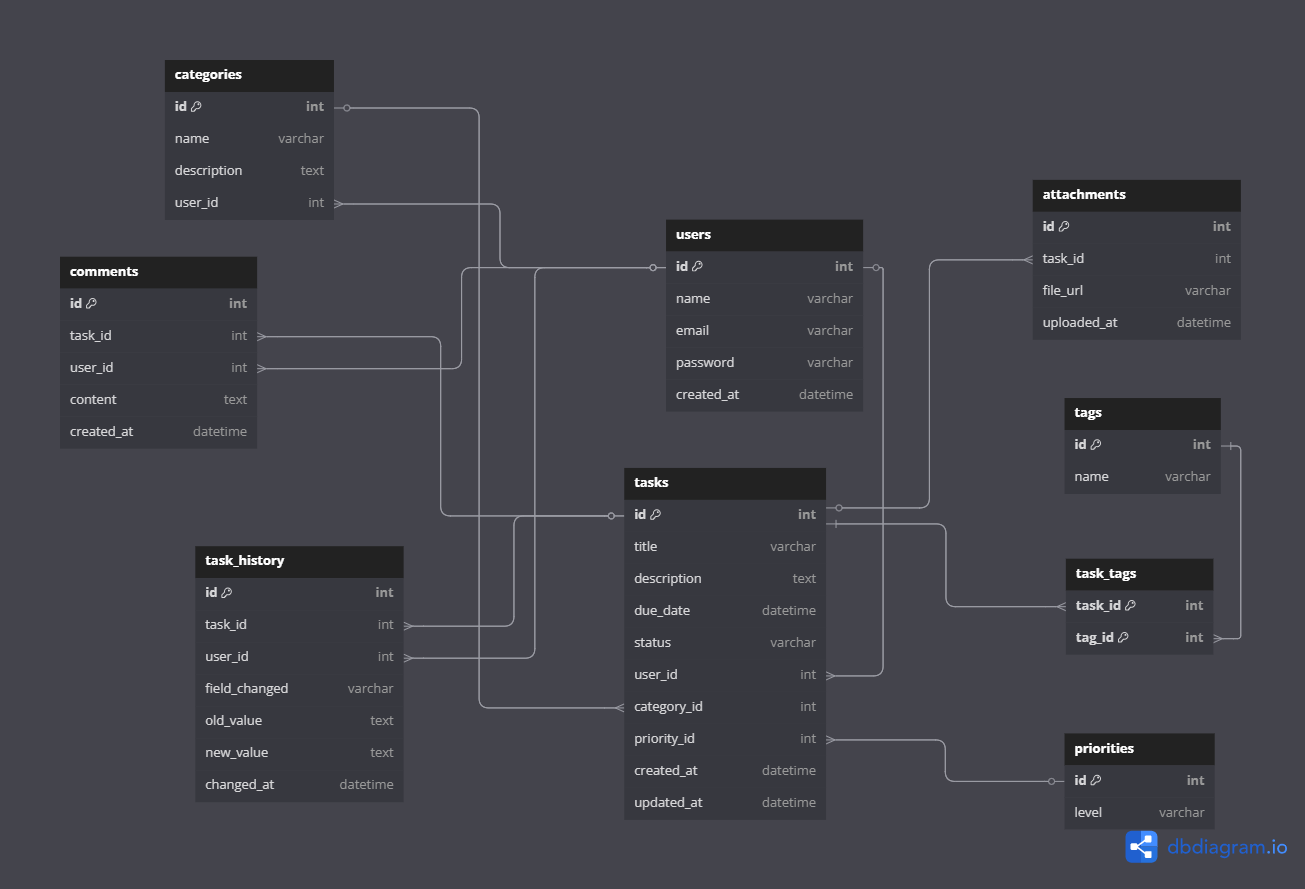 categories
id int
name varchar
description text
user_id int
comments
id int
task_id int
user_id int
content text
created_at datetime
task_history
id int
task_id int
user_id int
field_changed varchar
old_value text
new_value text
changed_at datetime
users
id int
name varchar
email varchar
password varchar
created_at datetime
tasks
id int
title varchar
description text
due_date datetime
status varchar
user_id int
category_id int
priority_id int
created_at datetime
updated_at datetime
attachments
id int
task_id int
file_url varchar
uploaded_at datetime
tags
id int
name varchar
task_tags
task_id int
tag_id int
priorities
id int
level varchar
dbdiagram.io